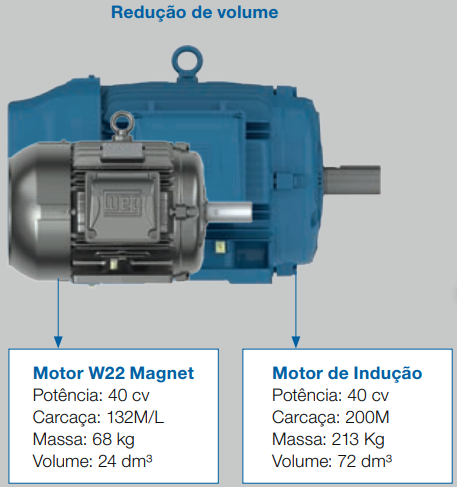 Redução de volume
WEG
Motor W22 Magnet
Potência: 40 cv
Carcaça: 132M/L
Massa: 68 kg
Volume: 24 dm³
Motor de Indução
Potência: 40 cv
Carcaça: 200M
Massa: 213 Kg
Volume: 72 dm³